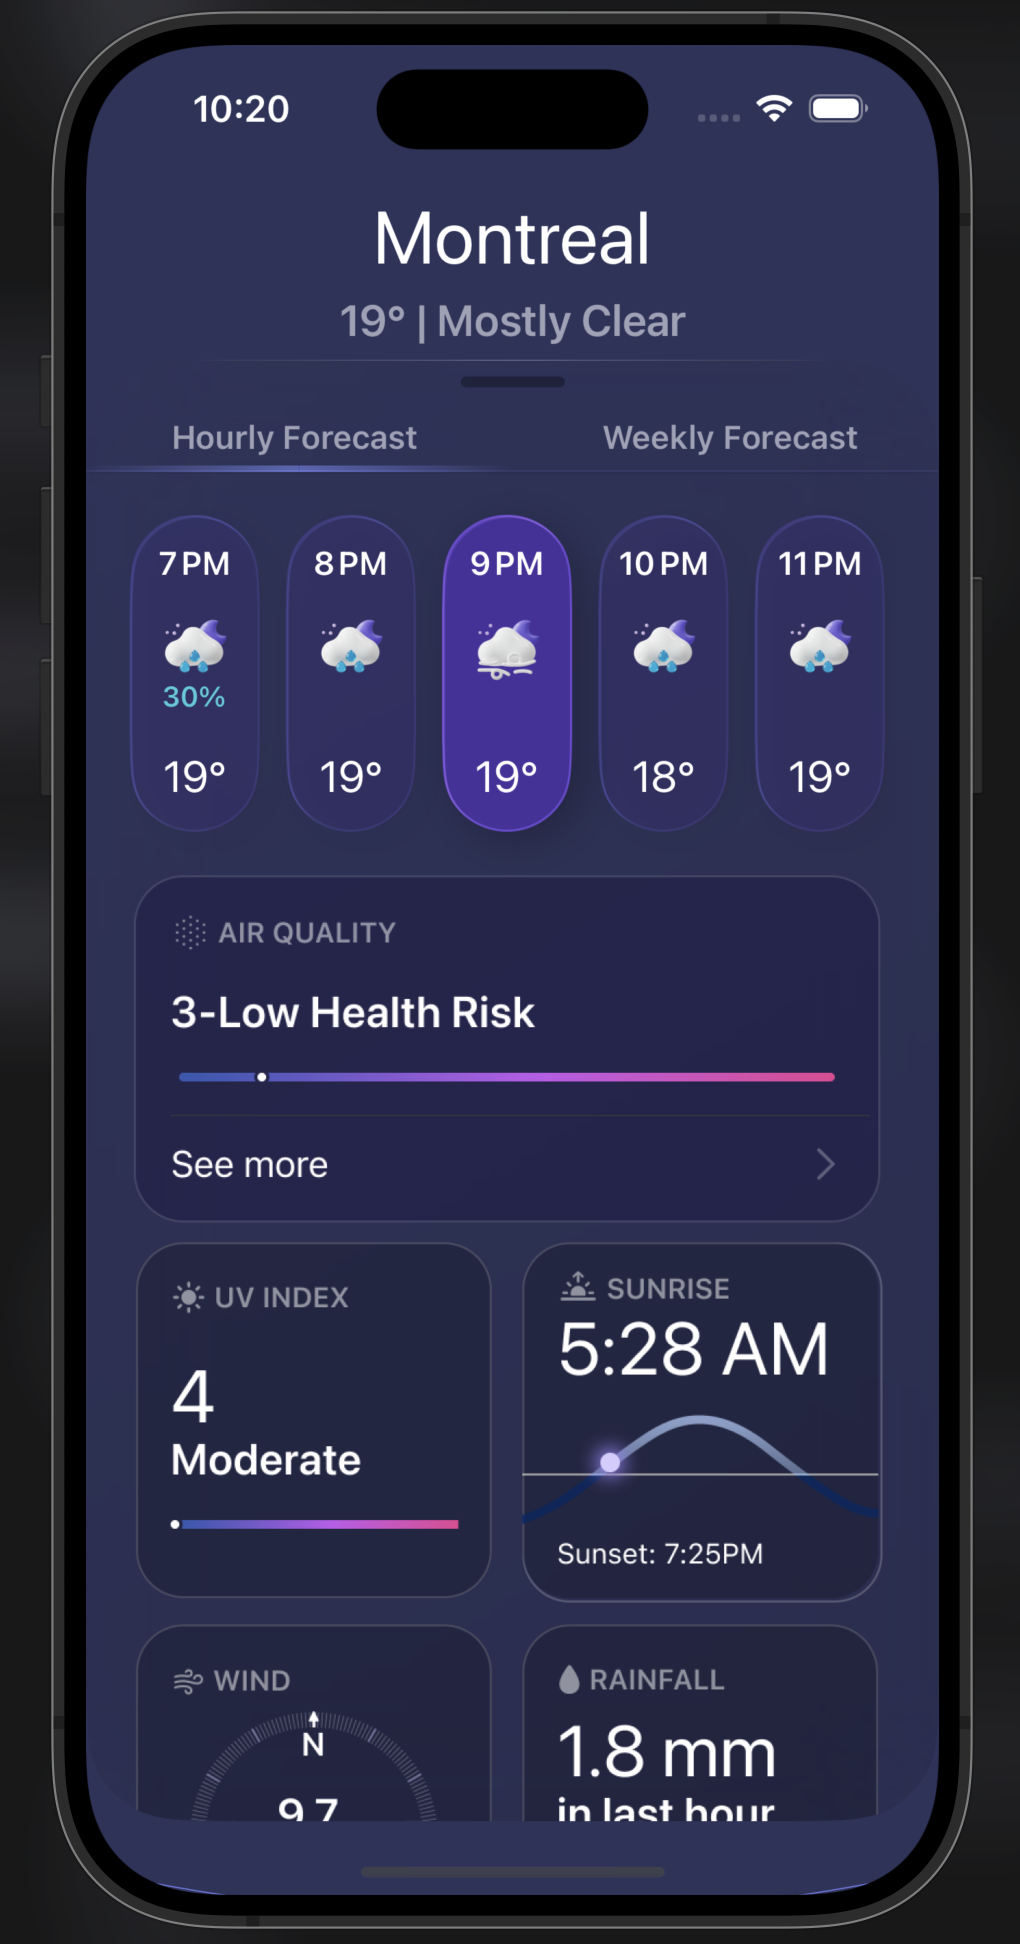 10:20
Montreal
19° | Mostly Clear
Hourly Forecast
Weekly Forecast
7 PM
30%
19°
8 PM
19°
9 PM
19°
10 PM
18°
11 PM
19°
AIR QUALITY
3-Low Health Risk
See more
UV INDEX
4
Moderate
SUNRISE
5:28 AM
Sunset: 7:25PM
WIND
N
9.7
RAINFALL
1.8 mm
in last hour